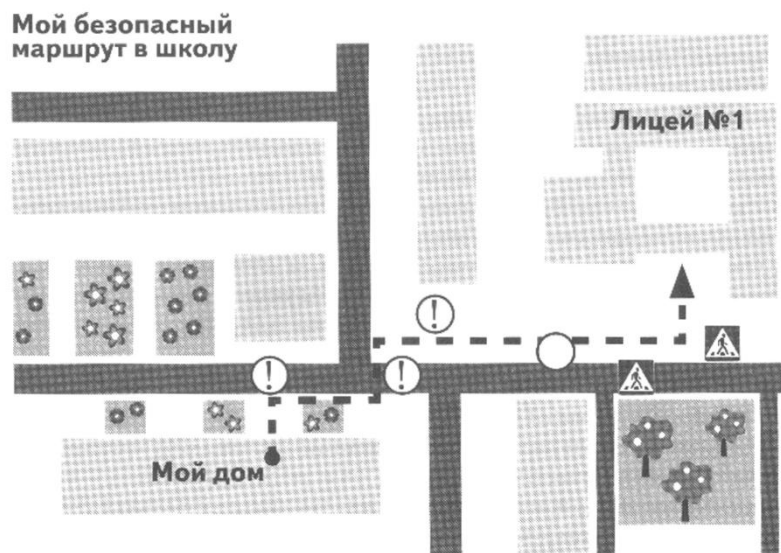 Мой безопасный
маршрут в школу
Лицей №1
!
!
!
Мой дом